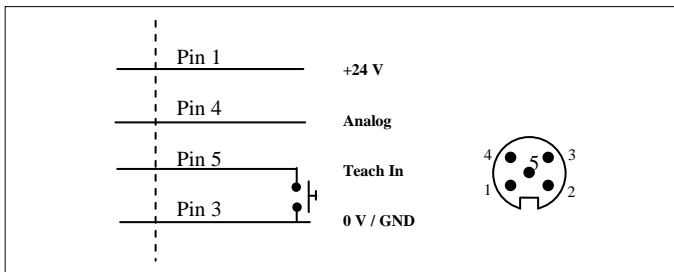 Pin 1
+24 V
Pin 4
Analog
Pin 5
Teach In
Pin 3
0 V / GND
4
5
3
1
2